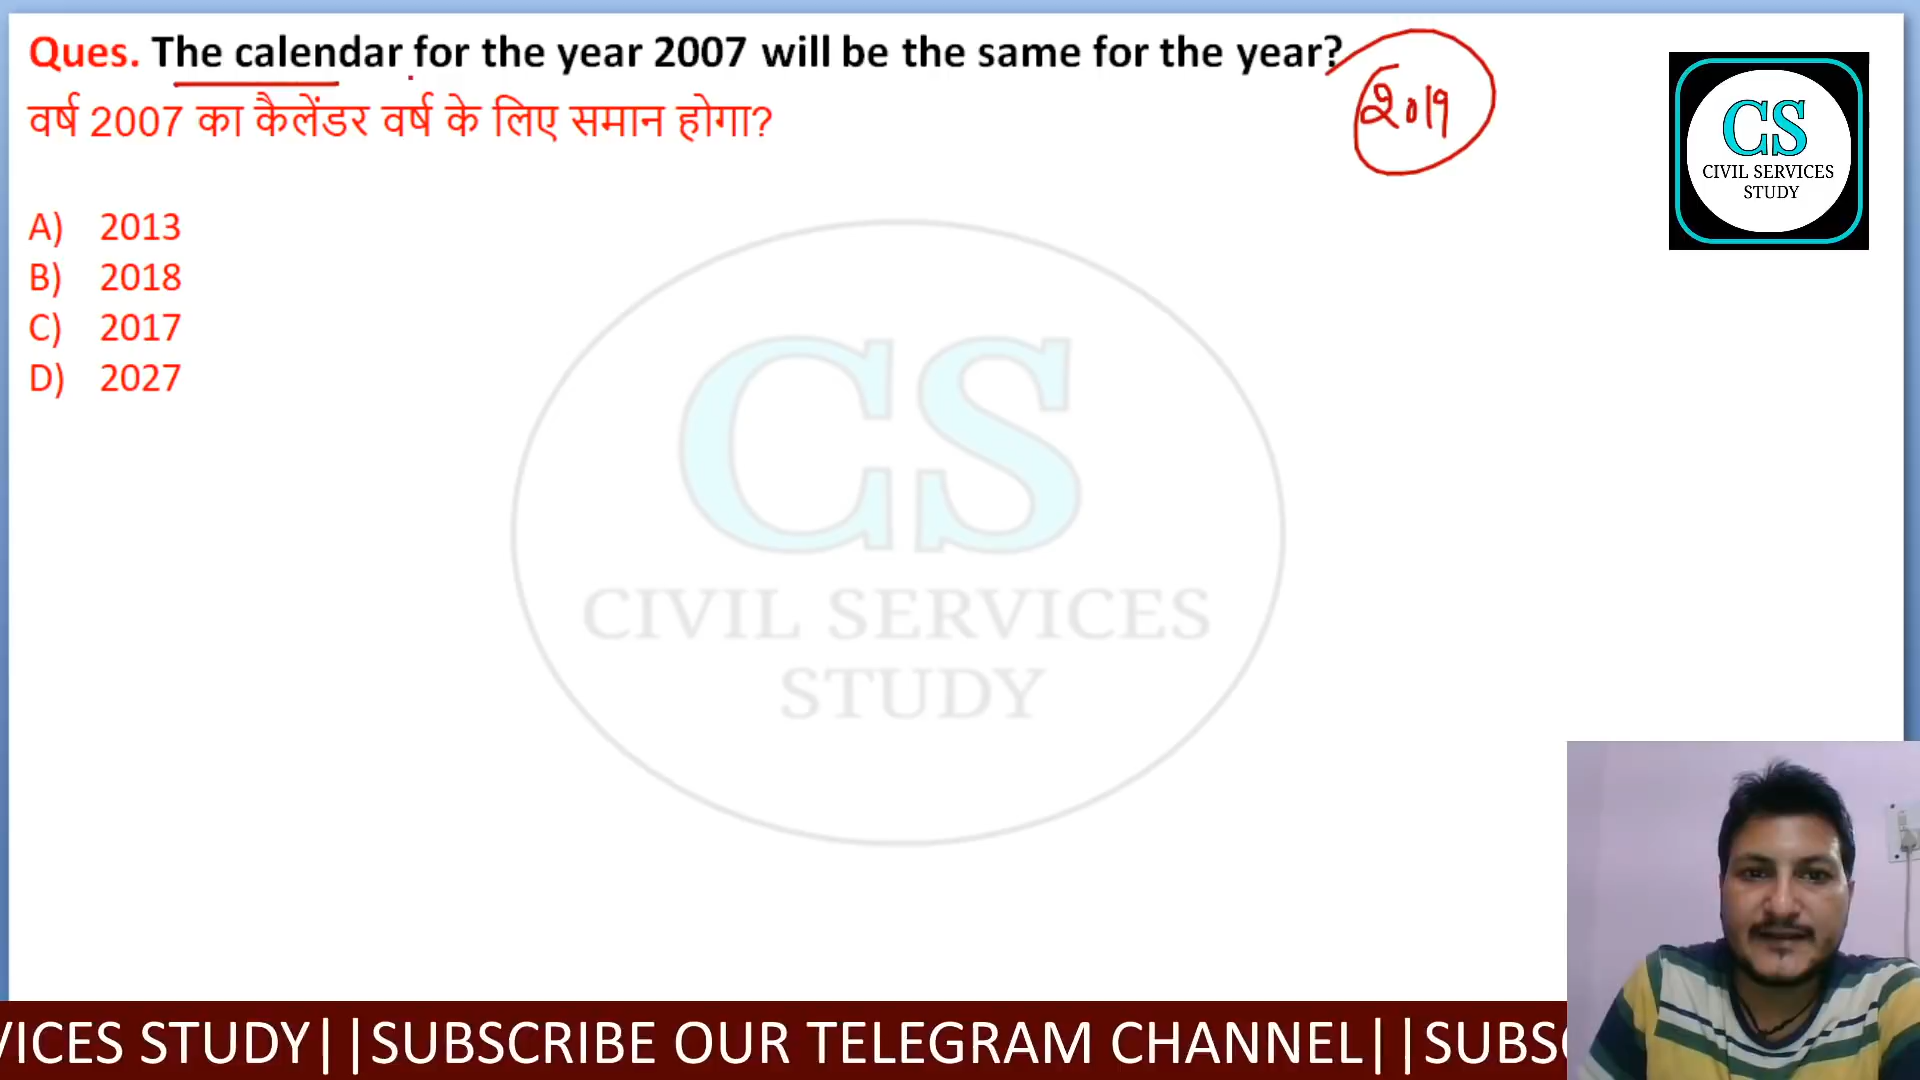 Ques. The calendar for the year 2007 will be the same for the year?
2019
वर्ष 2007 का कैलेंडर वर्ष के लिए समान होगा?
A) 2013
B) 2018
C) 2017
D) 2027
CS
CIVIL SERVICES
STUDY
CS
CIVIL SERVICES
STUDY
VICES STUDY||SUBSCRIBE OUR TELEGRAM CHANNEL||SUBSC